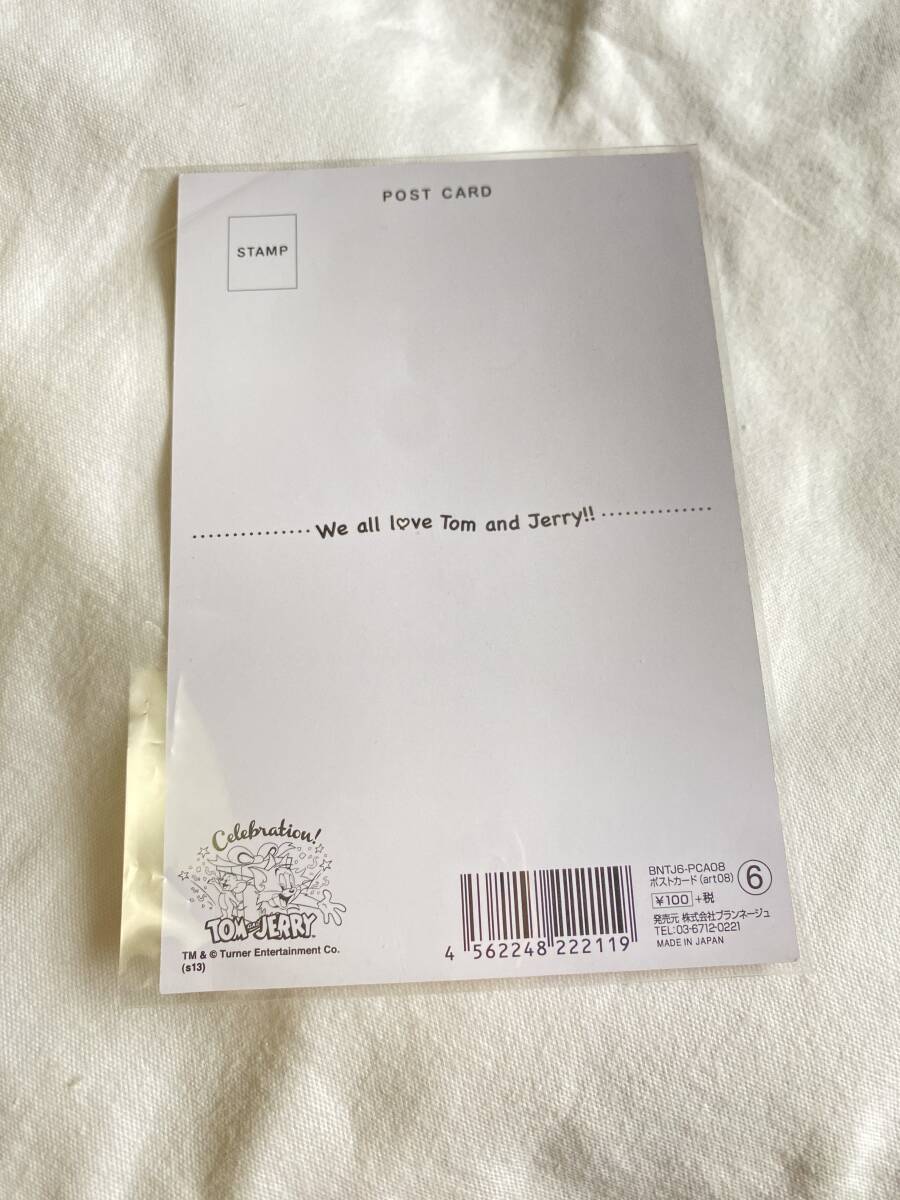 POST CARD
STAMP
We all l♡ve Tom and Jerry!!
Celebration!
TOM and JERRY
TM & © Turner Entertainment Co.
(s13)
4 562248 222119
BNTJ6-PCA08
ポストカード(art08)
⑥
¥100+税
発売元 株式会社ブランネージュ
TEL:03-6712-0221
MADE IN JAPAN